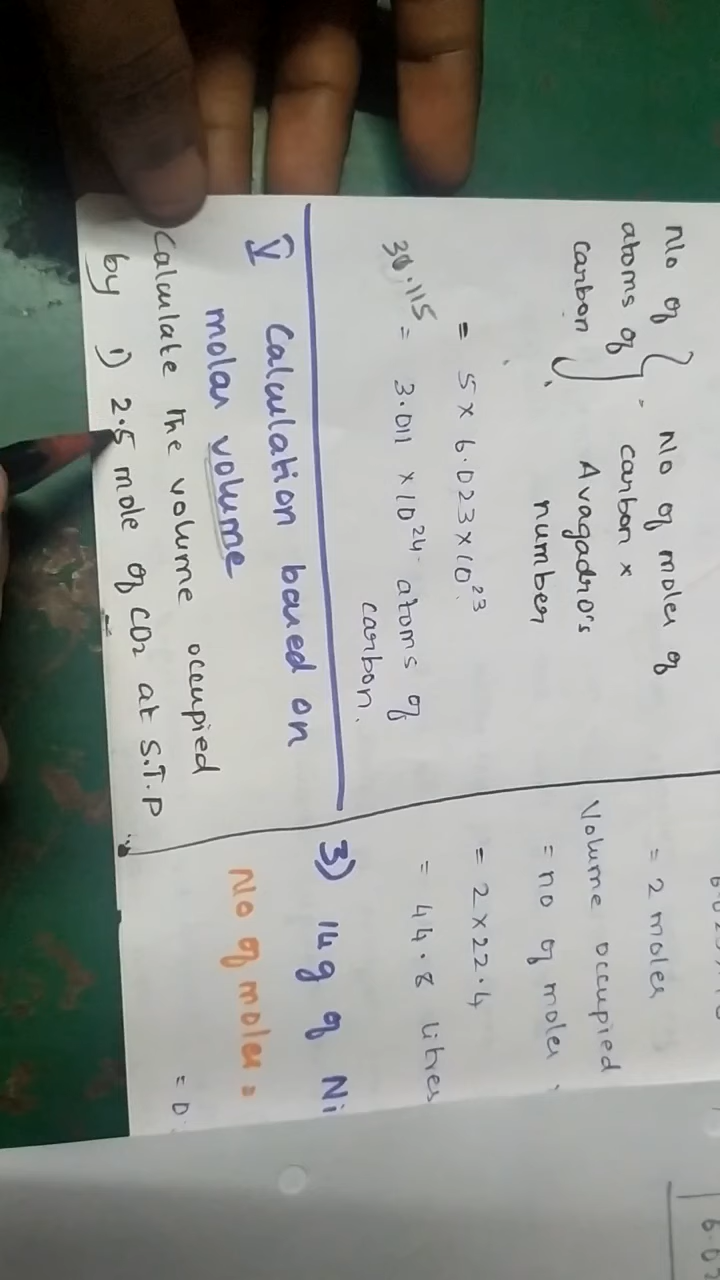 No of
atoms of
carbon } = No of moles of
carbon x
Avagadro's
number
= 5 x 6.023 x 10²³
30.115
= 3.011 x 10²⁴ atoms of
carbon.
V Calculation based on
molar volume
Calculate the volume occupied
by 1) 2.5 mole of CO₂ at S.T.P
= 2 moles
Volume occupied
= no of moles
= 2 x 22.4
= 44.8 litres
3) 14g of Ni
No of moles =
= 0.